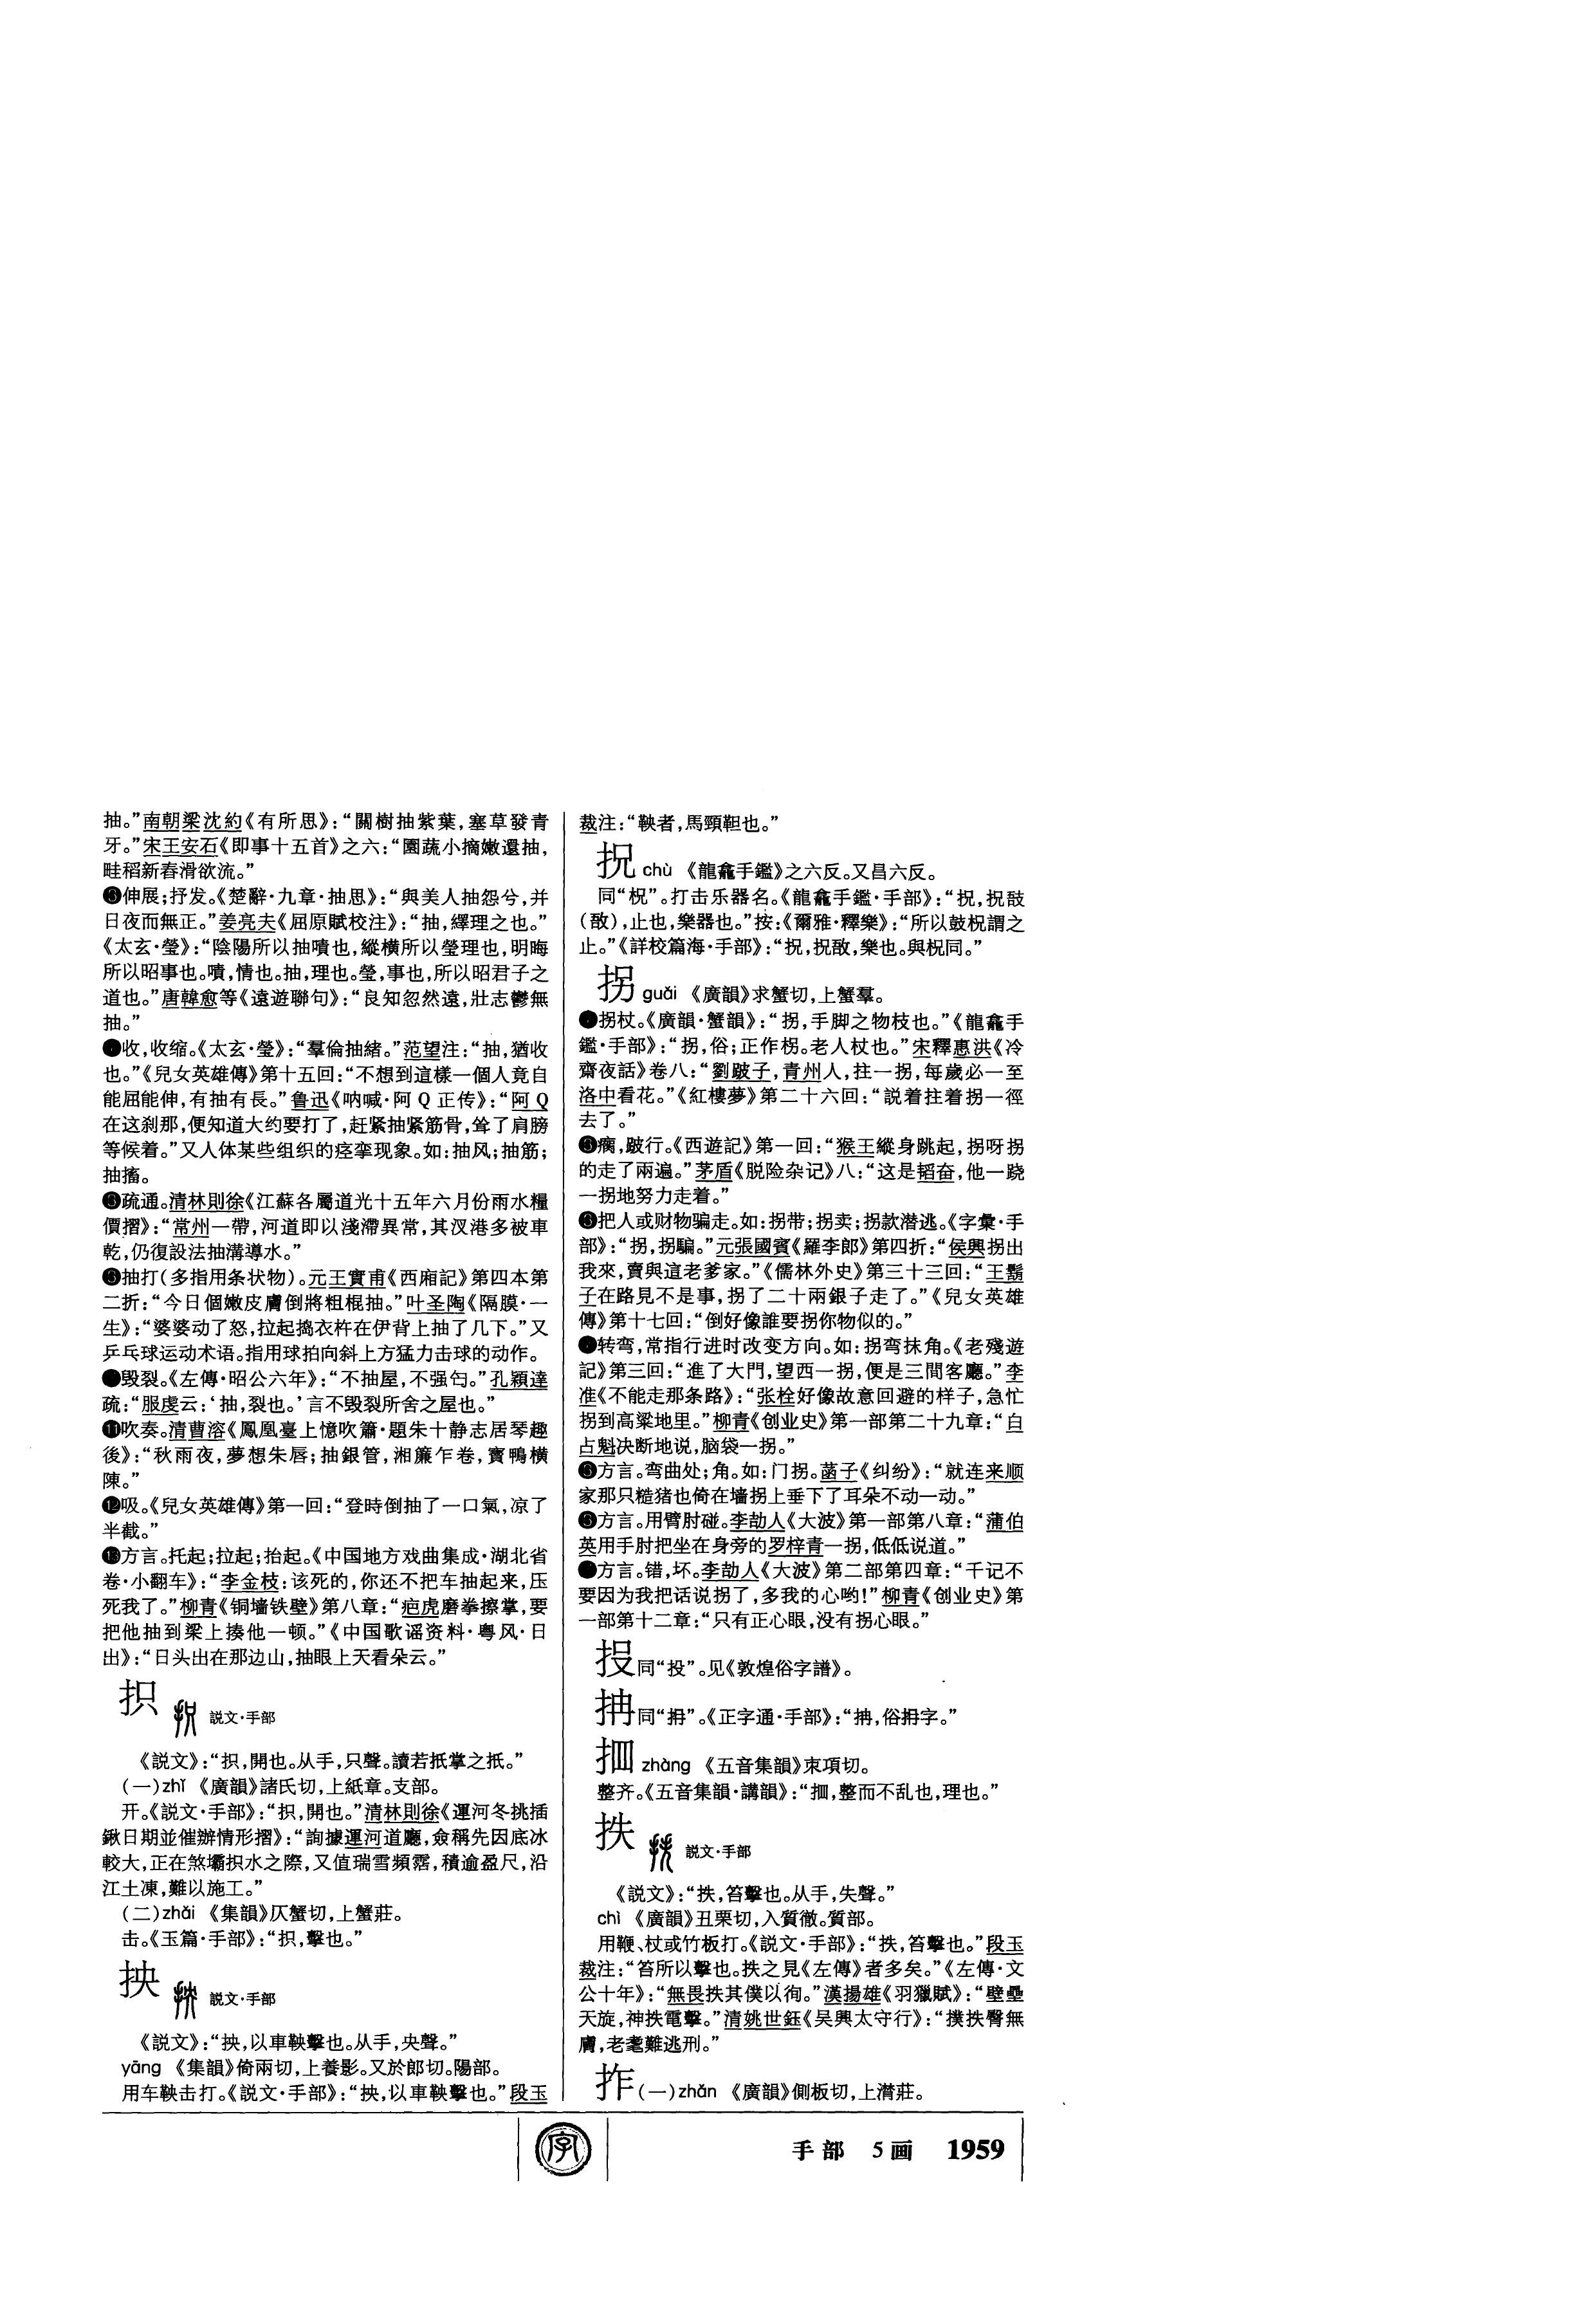 抽。”南朝梁沈約《有所思》：“關樹抽紫葉，塞草發青
牙。”宋王安石《即事十五首》之六：“園蔬小摘嫩還抽，
畦稻新舂滑欲流。”
伸展；抒发。《楚辭·九章·抽思》：“與美人抽怨兮，并
日夜而無正。”姜亮夫《屈原賦校注》：“抽，繹理之也。”
《太玄·瑩》：“陰陽所以抽嘖也，縱橫所以瑩理也，明晦
所以昭事也。嘖，情也。抽，理也。瑩，事也，所以昭君子之
道也。”唐韓愈等《遠遊聯句》：“良知忽然遠，壯志鬱無
抽。”
收，收缩。《太玄·瑩》：“羣倫抽緒。”范望注：“抽，猶收
也。”《兒女英雄傳》第十五回：“不想到這樣一個人竟自
能屈能伸，有抽有長。”鲁迅《呐喊·阿Q正传》：“阿Q
在这刹那，便知道大约要打了，赶紧抽紧筋骨，耸了肩膀
等候着。”又人体某些组织的痉挛现象。如：抽风；抽筋；
抽搐。
疏通。清林則徐《江蘇各屬道光十五年六月份雨水糧
價摺》：“常州一帶，河道即以淺滯異常，其汊港多被車
乾，仍復設法抽溝導水。”
抽打（多指用条状物）。元王實甫《西廂記》第四本第
二折：“今日個嫩皮膚倒將粗棍抽。”叶圣陶《隔膜·一
生》：“婆婆动了怒，拉起捣衣杵在伊背上抽了几下。”又
乒乓球运动术语。指用球拍向斜上方猛力击球的动作。
毁裂。《左傳·昭公六年》：“不抽屋，不强匄。”孔穎達
疏：“服虔云：‘抽，裂也。’言不毁裂所舍之屋也。”
⓫吹奏。清曹溶《鳳凰臺上憶吹簫·題朱十静志居琴趣
後》：“秋雨夜，夢想朱唇；抽銀管，湘簾乍卷，寶鴨横
陳。”
⓬吸。《兒女英雄傳》第一回：“登時倒抽了一口氣，凉了
半截。”
⓭方言。托起；拉起；抬起。《中国地方戏曲集成·湖北省
卷·小翻车》：“李金枝：该死的，你还不把车抽起来，压
死我了。”柳青《铜墙铁壁》第八章：“疤虎磨拳擦掌，要
把他抽到梁上揍他一顿。”《中国歌谣资料·粤风·日
出》：“日头出在那边山，抽眼上天看朵云。”
抧 説文·手部
《説文》：“抧，開也。从手，只聲。讀若抵掌之抵。”
（一）zhǐ 《廣韻》諸氏切，上紙章。支部。
开。《説文·手部》：“抧，開也。”清林則徐《運河冬挑插
鍬日期並催辦情形摺》：“詢據運河道廳，僉稱先因底冰
較大，正在煞壩抧水之際，又值瑞雪頻霑，積逾盈尺，沿
江土凍，難以施工。”
（二）zhǎi 《集韻》仄蟹切，上蟹莊。
击。《玉篇·手部》：“抧，擊也。”
抰 説文·手部
《説文》：“抰，以車鞅擊也。从手，央聲。”
yāng 《集韻》倚兩切，上養影。又於郎切。陽部。
用车鞅击打。《説文·手部》：“抰，以車鞅擊也。”段玉
裁注：“鞅者，馬頸靼也。”
拀 chù 《龍龕手鑑》之六反。又昌六反。
同“柷”。打击乐器名。《龍龕手鑑·手部》：“拀，拀敔
（敔），止也，樂器也。”按：《爾雅·釋樂》：“所以鼓柷謂之
止。”《詳校篇海·手部》：“拀，拀敔，樂也。與柷同。”
拐 guǎi 《廣韻》求蟹切，上蟹羣。
拐杖。《廣韻·蟹韻》：“拐，手脚之物枝也。”《龍龕手
鑑·手部》：“拐，俗；正作枴。老人杖也。”宋釋惠洪《冷
齋夜話》卷八：“劉跛子，青州人，拄一拐，每歲必一至
洛中看花。”《紅樓夢》第二十六回：“説着拄着拐一徑
去了。”
瘸，跛行。《西遊記》第一回：“猴王縱身跳起，拐呀拐
的走了兩遍。”茅盾《脱险杂记》八：“这是韬奋，他一跷
一拐地努力走着。”
把人或财物骗走。如：拐带；拐卖；拐款潜逃。《字彙·手
部》：“拐，拐騙。”元張國賓《羅李郎》第四折：“侯興拐出
我來，賣與這老爹家。”《儒林外史》第三十三回：“王鬍
子在路見不是事，拐了二十兩銀子走了。”《兒女英雄
傳》第十七回：“倒好像誰要拐你物似的。”
转弯，常指行进时改变方向。如：拐弯抹角。《老殘遊
記》第三回：“進了大門，望西一拐，便是三間客廳。”李
准《不能走那条路》：“张栓好像故意回避的样子，急忙
拐到高粱地里。”柳青《创业史》第一部第二十九章：“白
占魁决断地说，脑袋一拐。”
方言。弯曲处；角。如：门拐。菡子《纠纷》：“就连来顺
家那只糙猪也倚在墙拐上垂下了耳朵不动一动。”
方言。用臂肘碰。李劼人《大波》第一部第八章：“蒲伯
英用手肘把坐在身旁的罗梓青一拐，低低说道。”
方言。错，坏。李劼人《大波》第二部第四章：“千记不
要因为我把话说拐了，多我的心哟！”柳青《创业史》第
一部第十二章：“只有正心眼，没有拐心眼。”
同“投”。见《敦煌俗字譜》。
抩同“拇”。《正字通·手部》：“抩，俗拇字。”
zhàng 《五音集韻》朿項切。
整齐。《五音集韻·講韻》：“，整而不乱也，理也。”
抶 説文·手部
《説文》：“抶，笞擊也。从手，失聲。”
chì 《廣韻》丑栗切，入質徹。質部。
用鞭、杖或竹板打。《説文·手部》：“抶，笞擊也。”段玉
裁注：“笞所以擊也。抶之見《左傳》者多矣。”《左傳·文
公十年》：“無畏抶其僕以徇。”漢揚雄《羽獵賦》：“壁壘
天旋，神抶電擊。”清姚世鈺《吴興太守行》：“撲抶臀無
膚，老耄難逃刑。”
拃（一）zhǎn 《廣韻》側板切，上潸莊。
字
手部 5画 1959